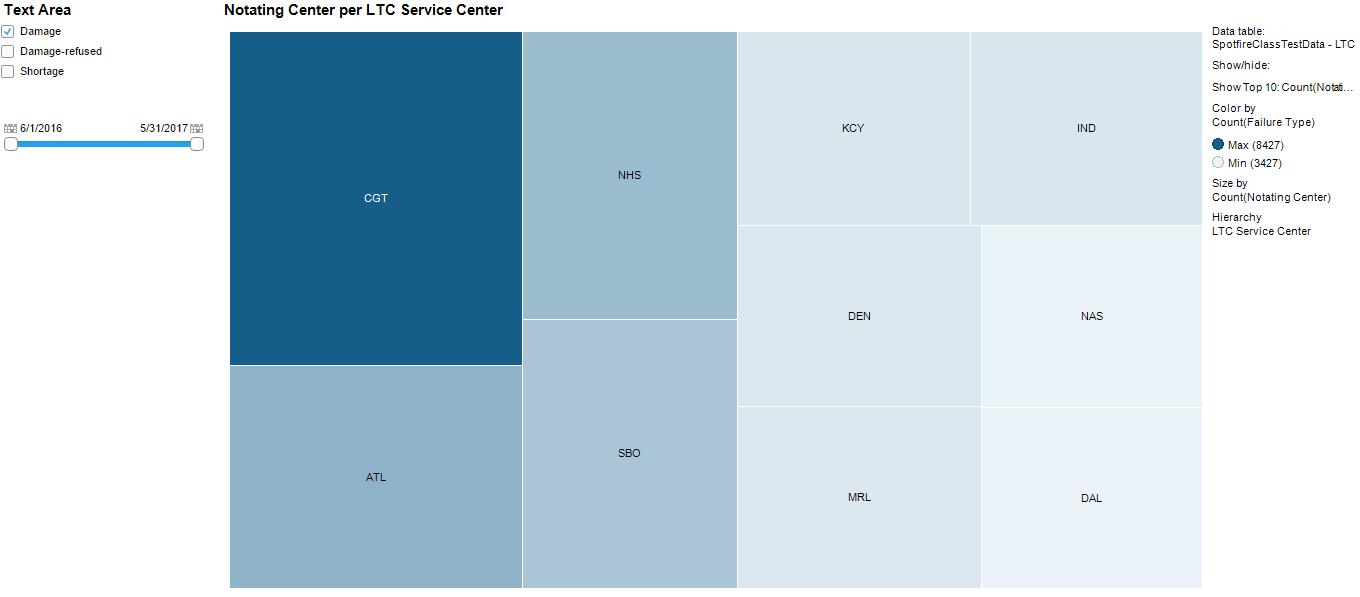 Text Area
Damage
Damage-refused
Shortage
6/1/2016 5/31/2017
Notating Center per LTC Service Center
CGT
ATL
NHS
SBO
KCY
IND
DEN
NAS
MRL
DAL
Data table:
SpotfireClassTestData - LTC
Show/hide:
Show Top 10: Count(Notati...
Color by
Count(Failure Type)
Max (8427)
Min (3427)
Size by
Count(Notating Center)
Hierarchy
LTC Service Center